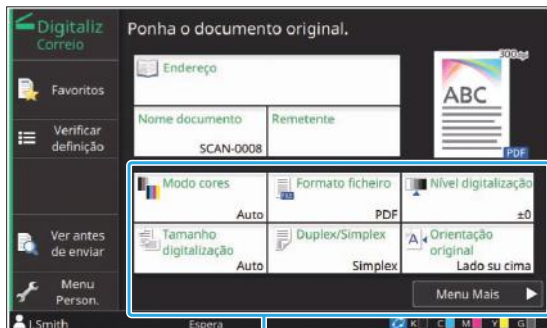 Digitaliz
Correio
Ponha o documento original.
Favoritos
Verificar
definição
Ver antes
de enviar
Menu
Person.
Endereço
Nome documento
SCAN-0008
Remetente
300dpi
ABC
PDF
Modo cores
Auto
Formato ficheiro
PDF
Nível digitalização
±0
Tamanho
digitalização
Auto
Duplex/Simplex
Simplex
Orientação
original
Lado su cima
Menu Mais
J.Smith
Espera
K C M Y G